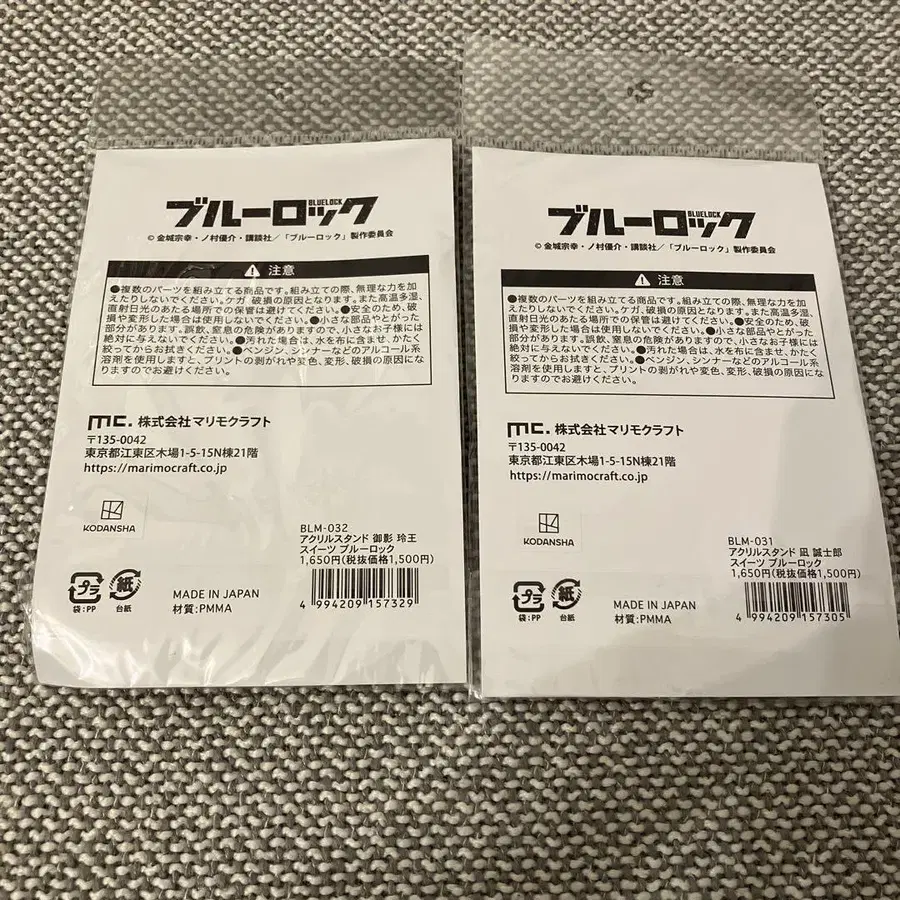 ブルーロック
BLUELOCK
© 金城宗幸・ノ村優介・講談社/「ブルーロック」製作委員会
注意
●複数のパーツを組み立てる商品です。組み立ての際、無理な力を加
えたりしないでください。ケガ、破損の原因となります。また高温多湿、
直射日光のあたる場所での保管は避けてください。●安全のため、破
損や変形した場合は使用しないでください。●小さな部品やとがった
部分があります。誤飲、窒息の危険がありますので、小さなお子様には
絶対に与えないでください。●汚れた場合は、水を布に含ませ、かたく
絞ってからお拭きください。●ベンジン、シンナーなどのアルコール系
溶剤を使用しますと、プリントの剥がれや変色、変形、破損の原因にな
りますのでお避けください。
mc. 株式会社マリモクラフト
〒135-0042
東京都江東区木場1-5-15N棟21階
https://marimocraft.co.jp
KODANSHA
BLM-032
アクリルスタンド 御影 玲王
スイーツ ブルーロック
1,650円(税抜価格1,500円)
プラ
袋:PP
紙
台紙
MADE IN JAPAN
材質:PMMA
4 994209 157329
ブルーロック
BLUELOCK
© 金城宗幸・ノ村優介・講談社/「ブルーロック」製作委員会
注意
●複数のパーツを組み立てる商品です。組み立ての際、無理な力を加
えたりしないでください。ケガ、破損の原因となります。また高温多湿、
直射日光のあたる場所での保管は避けてください。●安全のため、破
損や変形した場合は使用しないでください。●小さな部品やとがった
部分があります。誤飲、窒息の危険がありますので、小さなお子様には
絶対に与えないでください。●汚れた場合は、水を布に含ませ、かたく
絞ってからお拭きください。●ベンジン、シンナーなどのアルコール系
溶剤を使用しますと、プリントの剥がれや変色、変形、破損の原因にな
りますのでお避けください。
mc. 株式会社マリモクラフト
〒135-0042
東京都江東区木場1-5-15N棟21階
https://marimocraft.co.jp
KODANSHA
BLM-031
アクリルスタンド 凪 誠士郎
スイーツ ブルーロック
1,650円(税抜価格1,500円)
プラ
袋:PP
紙
台紙
MADE IN JAPAN
材質:PMMA
4 994209 157305